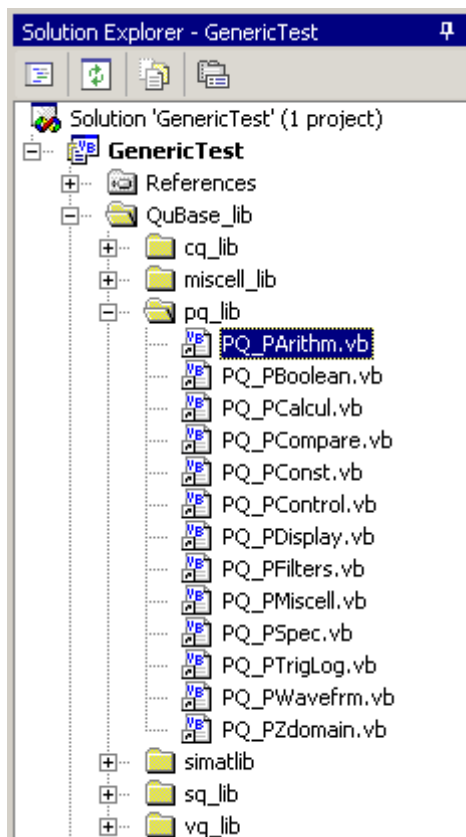 Solution Explorer - GenericTest
Solution 'GenericTest' (1 project)
GenericTest
References
QuBase_lib
cq_lib
miscell_lib
pq_lib
PQ_PArithm.vb
PQ_PBoolean.vb
PQ_PCalcul.vb
PQ_PCompare.vb
PQ_PConst.vb
PQ_PControl.vb
PQ_PDisplay.vb
PQ_PFilters.vb
PQ_PMiscell.vb
PQ_PSpec.vb
PQ_PTrigLog.vb
PQ_PWavefrm.vb
PQ_PZdomain.vb
simatlib
sq_lib
vq_lib